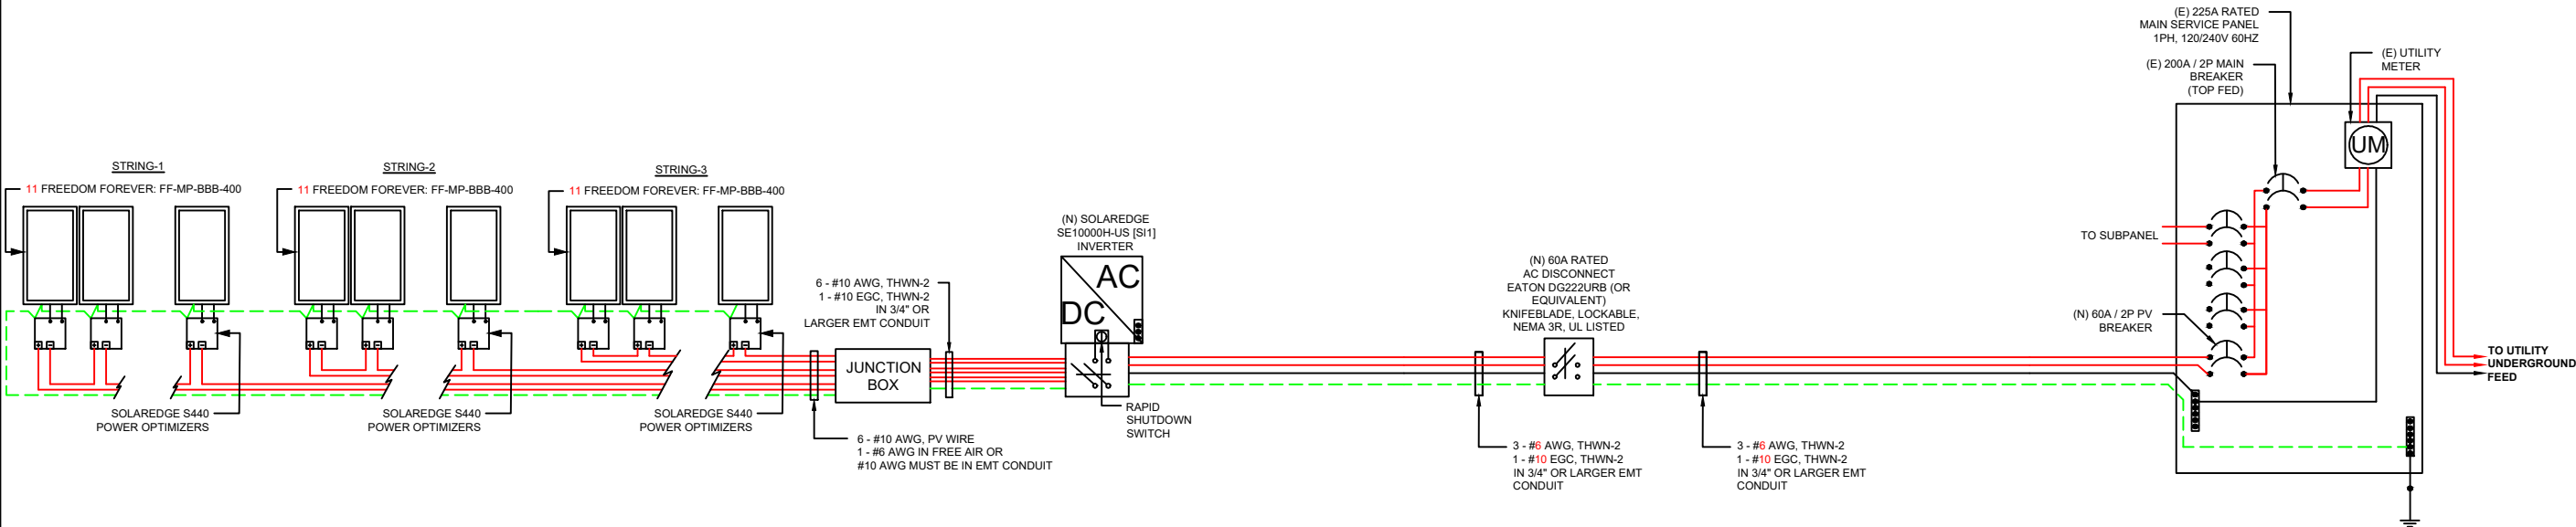 (E) 225A RATED
MAIN SERVICE PANEL
1PH, 120/240V 60HZ
(E) UTILITY
METER
(E) 200A / 2P MAIN
BREAKER
(TOP FED)
UM
STRING-1
11 FREEDOM FOREVER: FF-MP-BBB-400
STRING-2
11 FREEDOM FOREVER: FF-MP-BBB-400
STRING-3
11 FREEDOM FOREVER: FF-MP-BBB-400
(N) SOLAREDGE
SE10000H-US [SI1]
INVERTER
AC
DC
TO SUBPANEL
(N) 60A RATED
AC DISCONNECT
EATON DG222URB (OR
EQUIVALENT)
KNIFEBLADE, LOCKABLE,
NEMA 3R, UL LISTED
6 - #10 AWG, THWN-2
1 - #10 EGC, THWN-2
IN 3/4" OR
LARGER EMT CONDUIT
(N) 60A / 2P PV
BREAKER
JUNCTION
BOX
TO UTILITY
UNDERGROUND
FEED
SOLAREDGE S440
POWER OPTIMIZERS
SOLAREDGE S440
POWER OPTIMIZERS
SOLAREDGE S440
POWER OPTIMIZERS
RAPID
SHUTDOWN
SWITCH
6 - #10 AWG, PV WIRE
1 - #6 AWG IN FREE AIR OR
#10 AWG MUST BE IN EMT CONDUIT
3 - #6 AWG, THWN-2
1 - #10 EGC, THWN-2
IN 3/4" OR LARGER EMT
CONDUIT
3 - #6 AWG, THWN-2
1 - #10 EGC, THWN-2
IN 3/4" OR LARGER EMT
CONDUIT